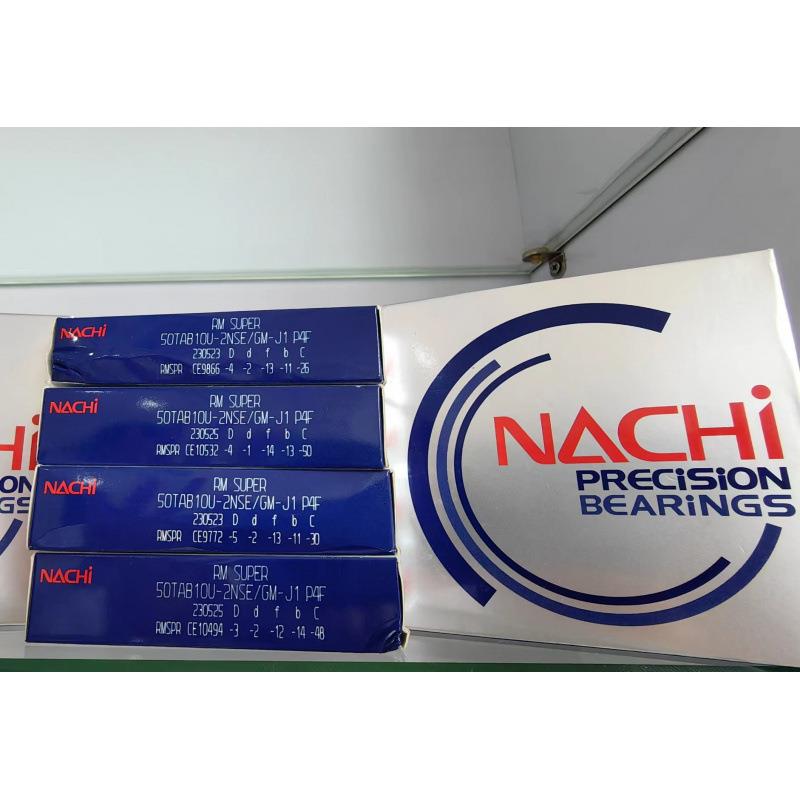 NACHi
RM SUPER
50TAB10U-2NSE/GM-J1 P4F
230523 D d f b C
RMSPR CE9866 -4 -2 -13 -11 -26
NACHi
RM SUPER
50TAB10U-2NSE/GM-J1 P4F
230525 D d f b C
RMSPR CE10532 -4 -1 -14 -13 -50
NACHi
RM SUPER
50TAB10U-2NSE/GM-J1 P4F
230523 D d f b C
RMSPR CE9772 -5 -2 -13 -11 -30
NACHi
RM SUPER
50TAB10U-2NSE/GM-J1 P4F
230525 D d f b C
RMSPR CE10494 -3 -2 -12 -14 -48
NACHi
PRECiSiON
BEARiNGS
Hi
ON
NGS